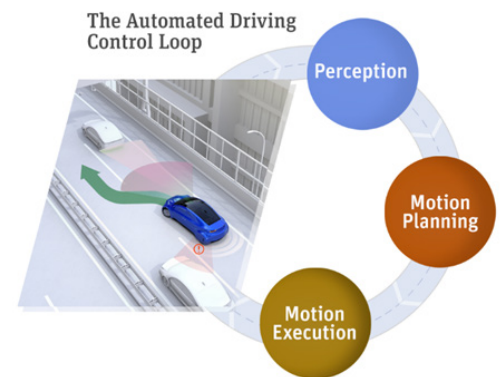 The Automated Driving
Control Loop
Perception
Motion
Planning
Motion
Execution